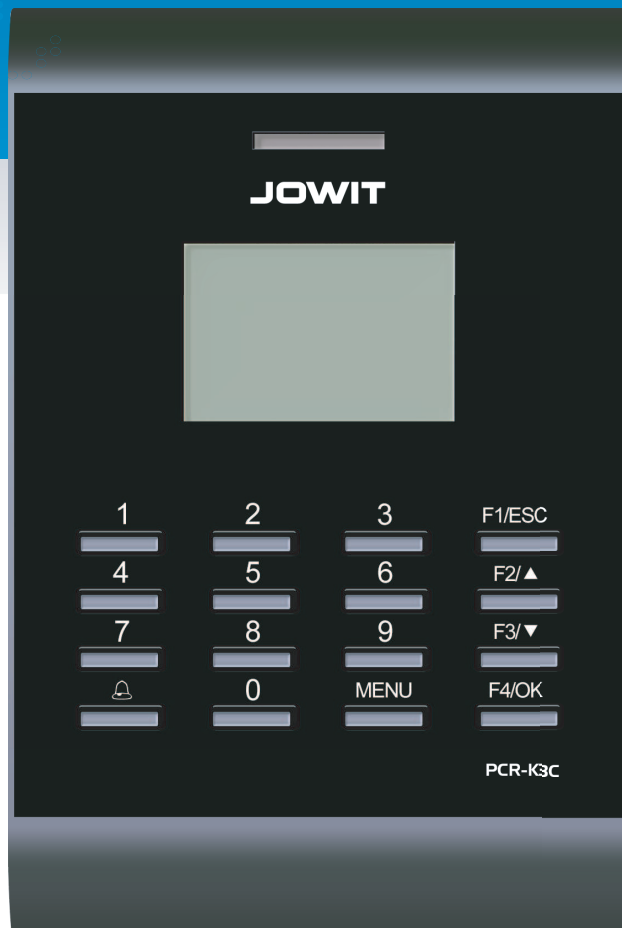 JOWIT
1 2 3 F1/ESC
4 5 6 F2/▲
7 8 9 F3/▼
0 MENU F4/OK
PCR-K3C